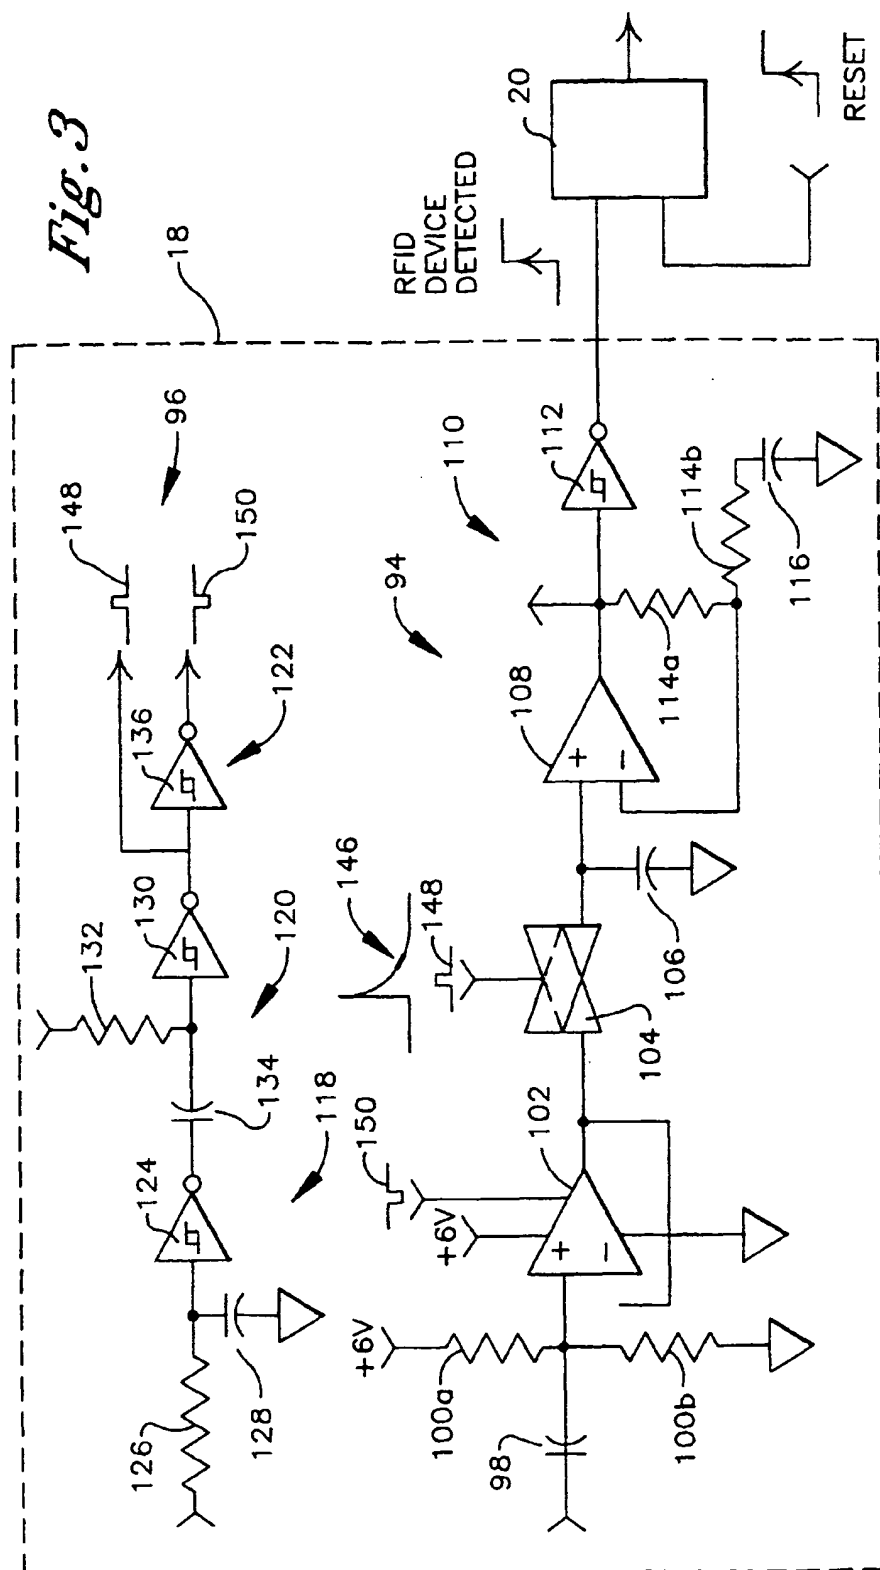 Fig. 3
18
96
148
150
136
122
130
132
120
134
124
118
126
128
RFID
DEVICE
DETECTED
20
RESET
110
112
94
114b
116
114a
108
146
148
106
104
102
150
+6V
+
−
+
−
+6V
100a
100b
98